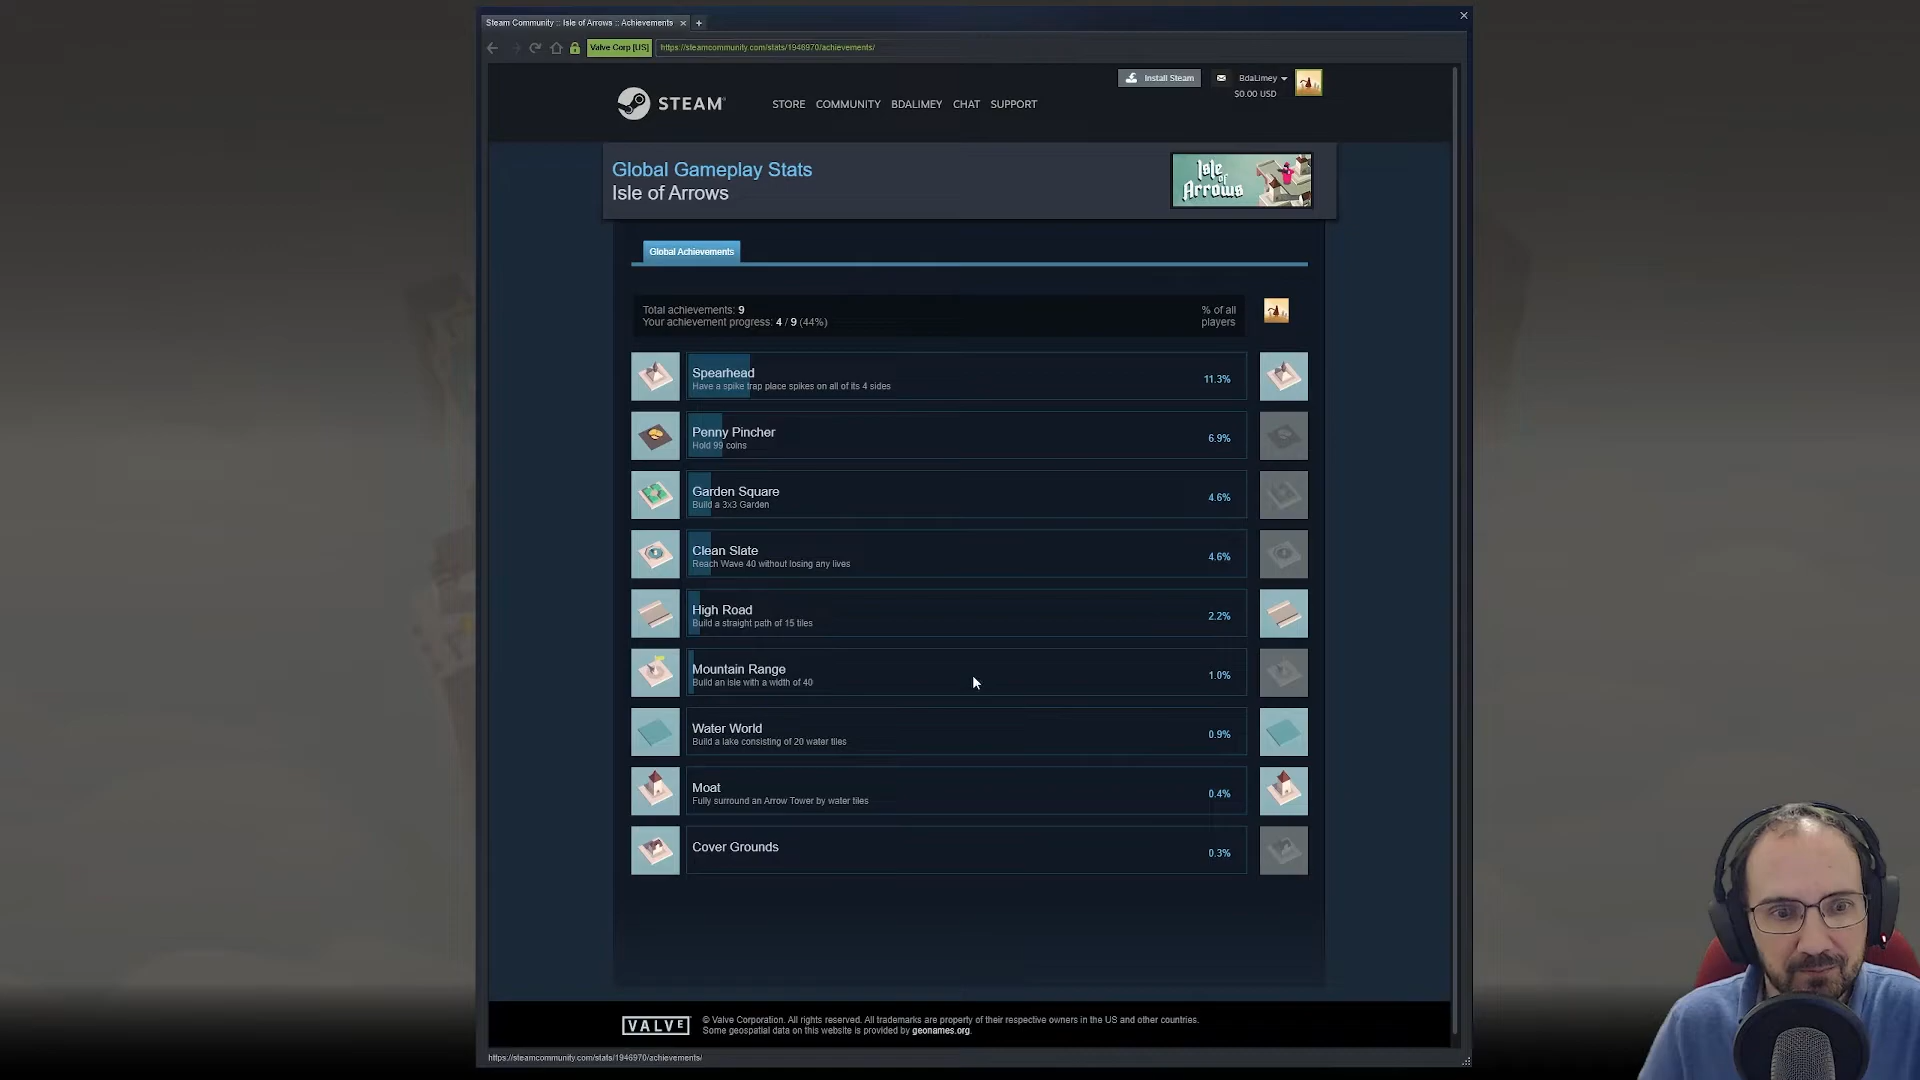 Steam Community :: Isle of Arrows :: Achievements
Valve Corp [US] https://steamcommunity.com/stats/1946970/achievements/
Install Steam
BdaLimey
$0.00 USD
STEAM
STORE COMMUNITY BDALIMEY CHAT SUPPORT
Global Gameplay Stats
Isle of Arrows
Isle
of
Arrows
Global Achievements
Total achievements: 9
Your achievement progress: 4 / 9 (44%)
% of all
players
Spearhead
Have a spike trap place spikes on all of its 4 sides
11.3%
Penny Pincher
Hold 99 coins
6.9%
Garden Square
Build a 3x3 Garden
4.6%
Clean Slate
Reach Wave 40 without losing any lives
4.6%
High Road
Build a straight path of 15 tiles
2.2%
Mountain Range
Build an isle with a width of 40
1.0%
Water World
Build a lake consisting of 20 water tiles
0.9%
Moat
Fully surround an Arrow Tower by water tiles
0.4%
Cover Grounds
0.3%
VALVE
© Valve Corporation. All rights reserved. All trademarks are property of their respective owners in the US and other countries.
Some geospatial data on this website is provided by geonames.org.
https://steamcommunity.com/stats/1946970/achievements/